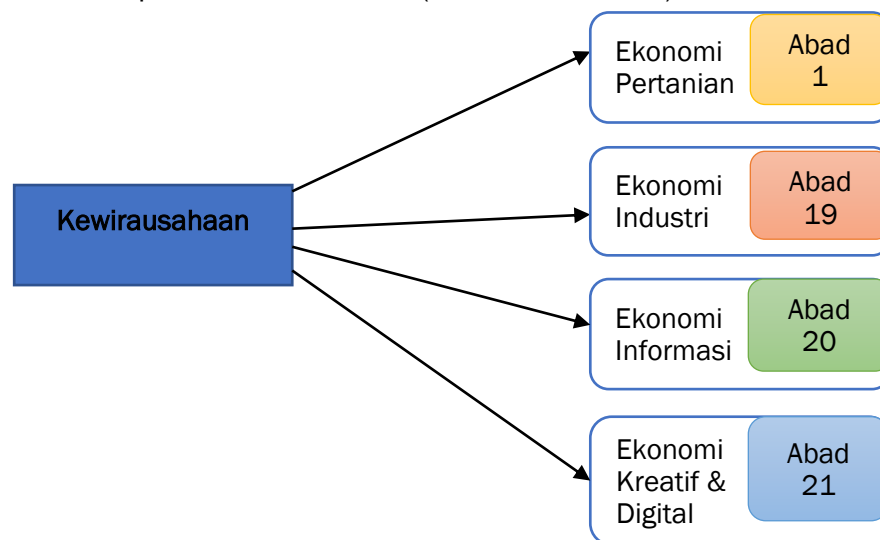 Kewirausahaan
Ekonomi
Pertanian
Abad
1
Ekonomi
Industri
Abad
19
Ekonomi
Informasi
Abad
20
Ekonomi
Kreatif &
Digital
Abad
21